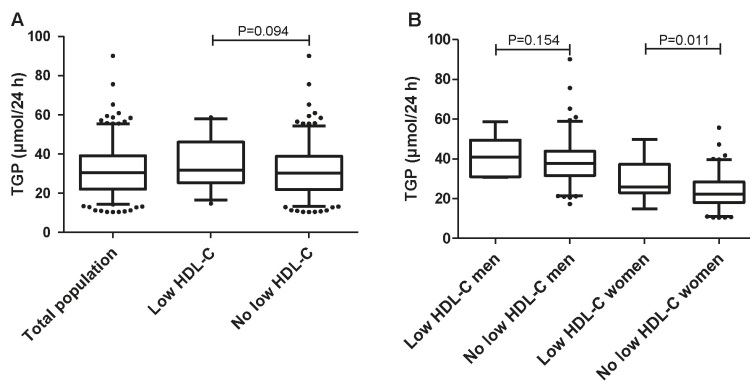 A
P=0.094
TGP (μmol/24 h)
100
80
60
40
20
0
Total population
Low HDL-C
No low HDL-C
B
P=0.154
P=0.011
TGP (μmol/24 h)
100
80
60
40
20
0
Low HDL-C men
No low HDL-C men
Low HDL-C women
No low HDL-C women